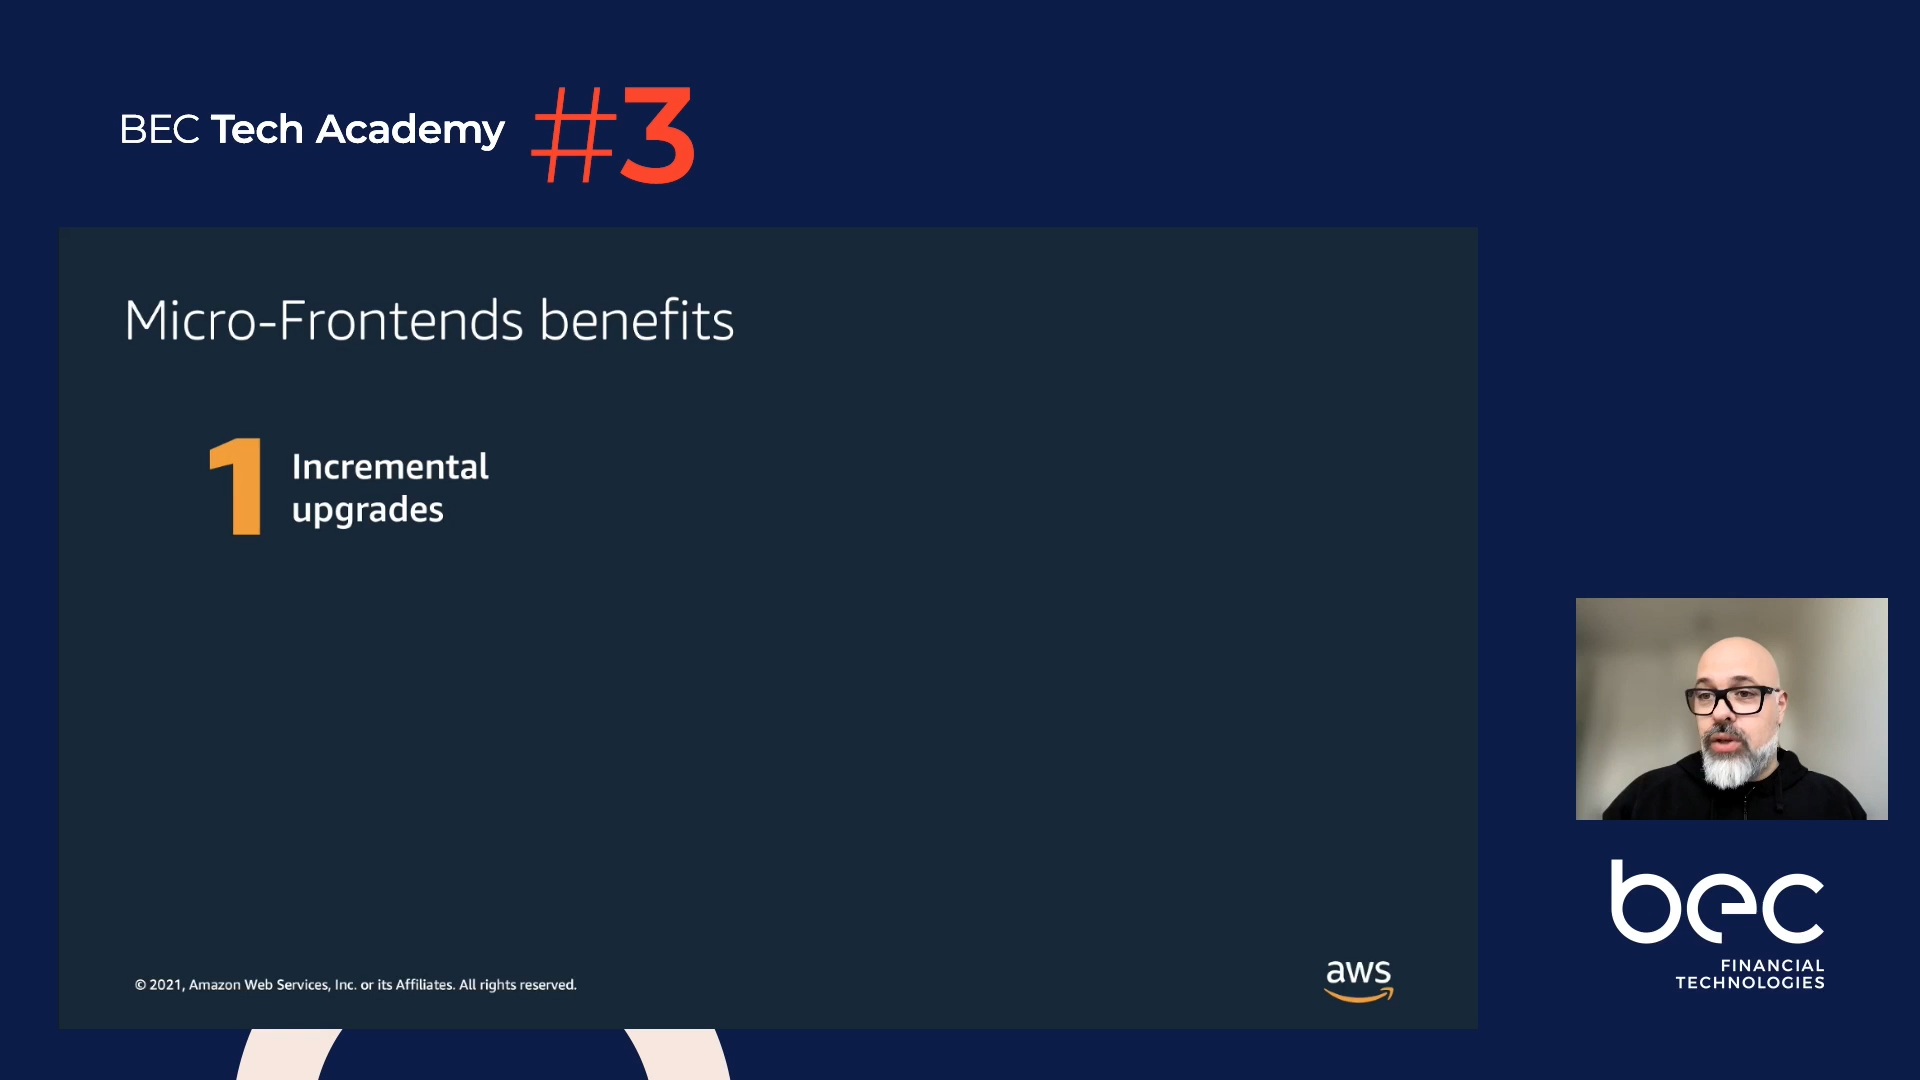 BEC Tech Academy #3
Micro-Frontends benefits
1 Incremental
upgrades
© 2021, Amazon Web Services, Inc. or its Affiliates. All rights reserved.
aws
bec
FINANCIAL
TECHNOLOGIES